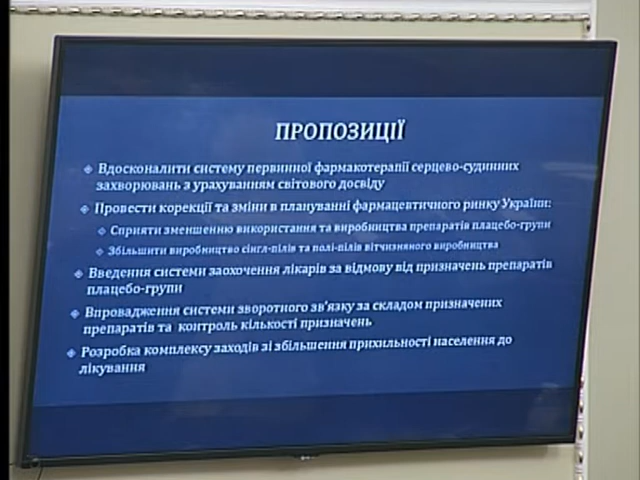 ПРОПОЗИЦІЇ
Вдосконалити систему первинної фармакотерапії серцево-судинних
захворювань з урахуванням світового досвіду
Провести корекції та зміни в плануванні фармацевтичного ринку України:
Сприяти зменшенню використання та виробництва препаратів плацебо-групи
Збільшити виробництво сінгл-пілів та полі-пілів вітчизняного виробництва
Введення системи заохочення лікарів за відмову від призначень препаратів
плацебо-групи
Впровадження системи зворотного зв'язку за складом призначених
препаратів та контроль кількості призначень
Розробка комплексу заходів зі збільшення прихильності населення до
лікування